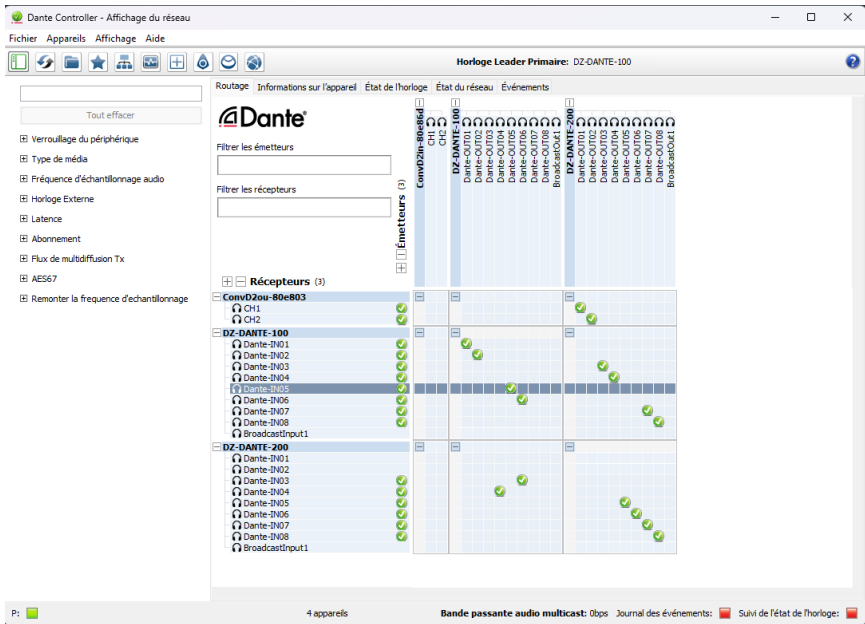 Dante Controller - Affichage du réseau
Fichier Appareils Affichage Aide
Horloge Leader Primaire: DZ-DANTE-100
Routage Informations sur l'appareil État de l'horloge État du réseau Événements
Tout effacer
Verrouillage du périphérique
Type de média
Fréquence d'échantillonnage audio
Horloge Externe
Latence
Abonnement
Flux de multidiffusion Tx
AES67
Remonter la frequence d'echantillonnage
Dante
Filtrer les émetteurs
Filtrer les récepteurs
Émetteurs (3)
Récepteurs (3)
ConvD2in-80e86d
CH1
CH2
DZ-DANTE-100
Dante-OUT01
Dante-OUT02
Dante-OUT03
Dante-OUT04
Dante-OUT05
Dante-OUT06
Dante-OUT07
Dante-OUT08
BroadcastOut1
DZ-DANTE-200
Dante-OUT01
Dante-OUT02
Dante-OUT03
Dante-OUT04
Dante-OUT05
Dante-OUT06
Dante-OUT07
Dante-OUT08
BroadcastOut1
ConvD2ou-80e803
CH1
CH2
DZ-DANTE-100
Dante-IN01
Dante-IN02
Dante-IN03
Dante-IN04
Dante-IN05
Dante-IN06
Dante-IN07
Dante-IN08
BroadcastInput1
DZ-DANTE-200
Dante-IN01
Dante-IN02
Dante-IN03
Dante-IN04
Dante-IN05
Dante-IN06
Dante-IN07
Dante-IN08
BroadcastInput1
P: 4 appareils Bande passante audio multicast: 0bps Journal des événements: Suivi de l'état de l'horloge: